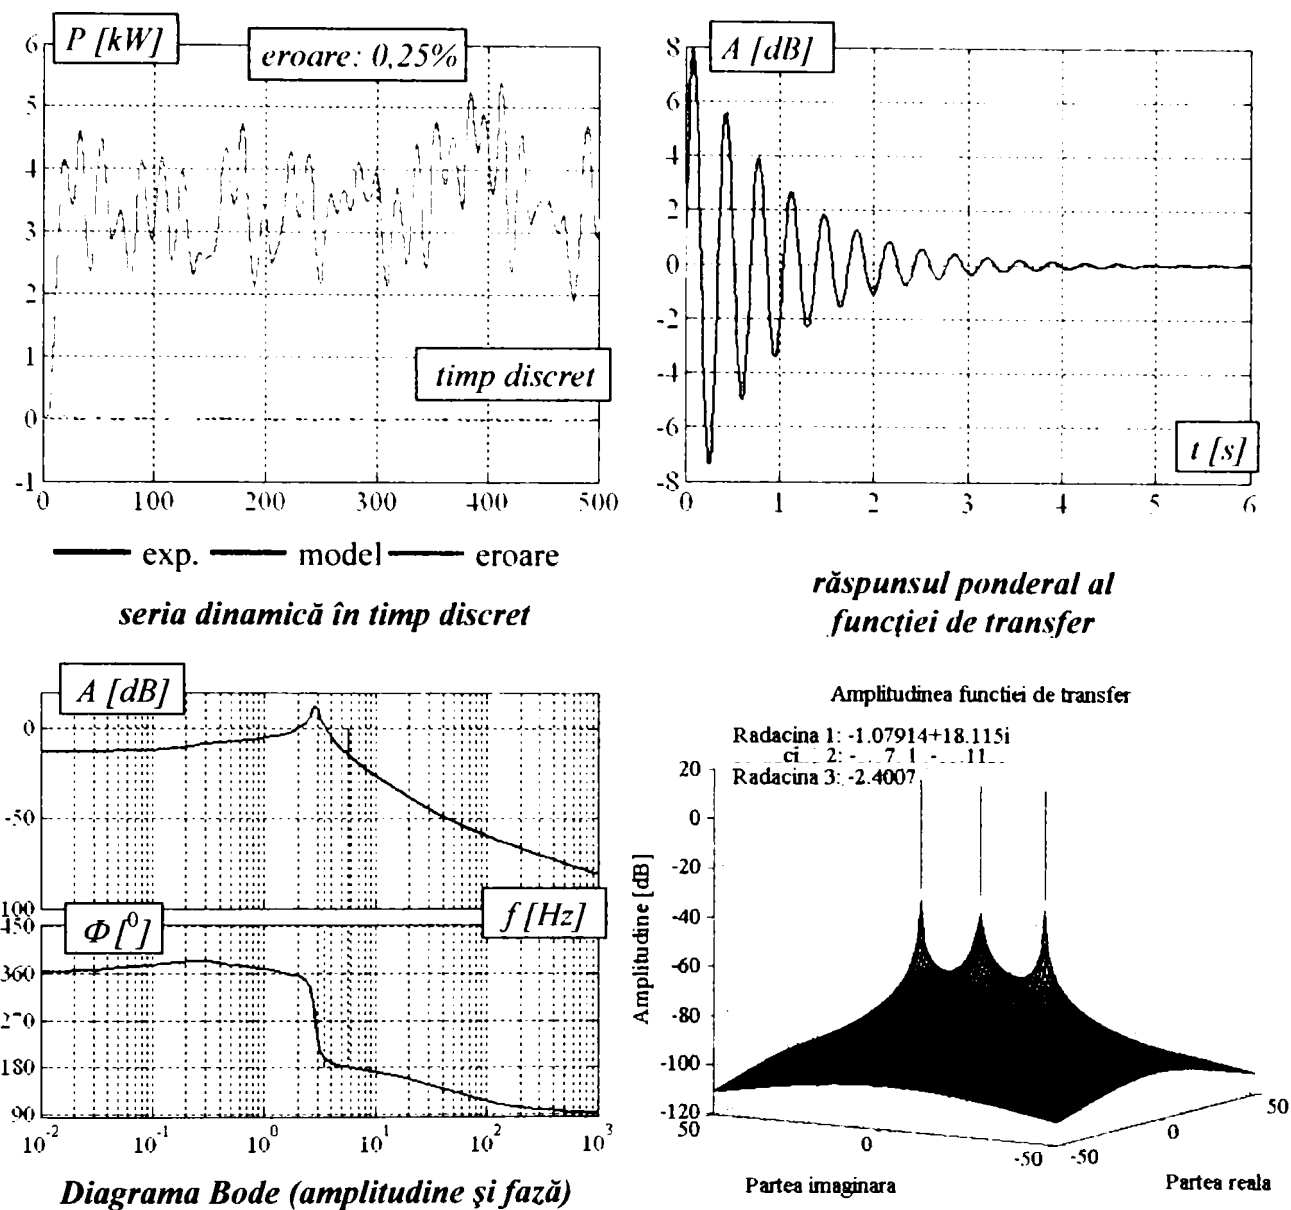 P [kW]
eroare: 0,25%
6
5
4
3
2
1
0
-1
timp discret
0 100 200 300 400 500
exp. model eroare
seria dinamică în timp discret
A [dB]
8
6
4
2
0
-2
-4
-6
-8
t [s]
0 1 2 3 4 5 6
răspunsul ponderal al
funcției de transfer
A [dB]
0
-50
100
f [Hz]
Φ [⁰]
450
360
270
180
90
10⁻² 10⁻¹ 10⁰ 10¹ 10² 10³
Diagrama Bode (amplitudine și fază)
Amplitudinea functiei de transfer
Radacina 1: -1.07914+18.115i
ci 2: - 7 1 - 11
Radacina 3: -2.4007
Amplitudine [dB]
20
0
-20
-40
-60
-80
-100
-120
50 0 -50
-50 0 50
Partea imaginara
Partea reala